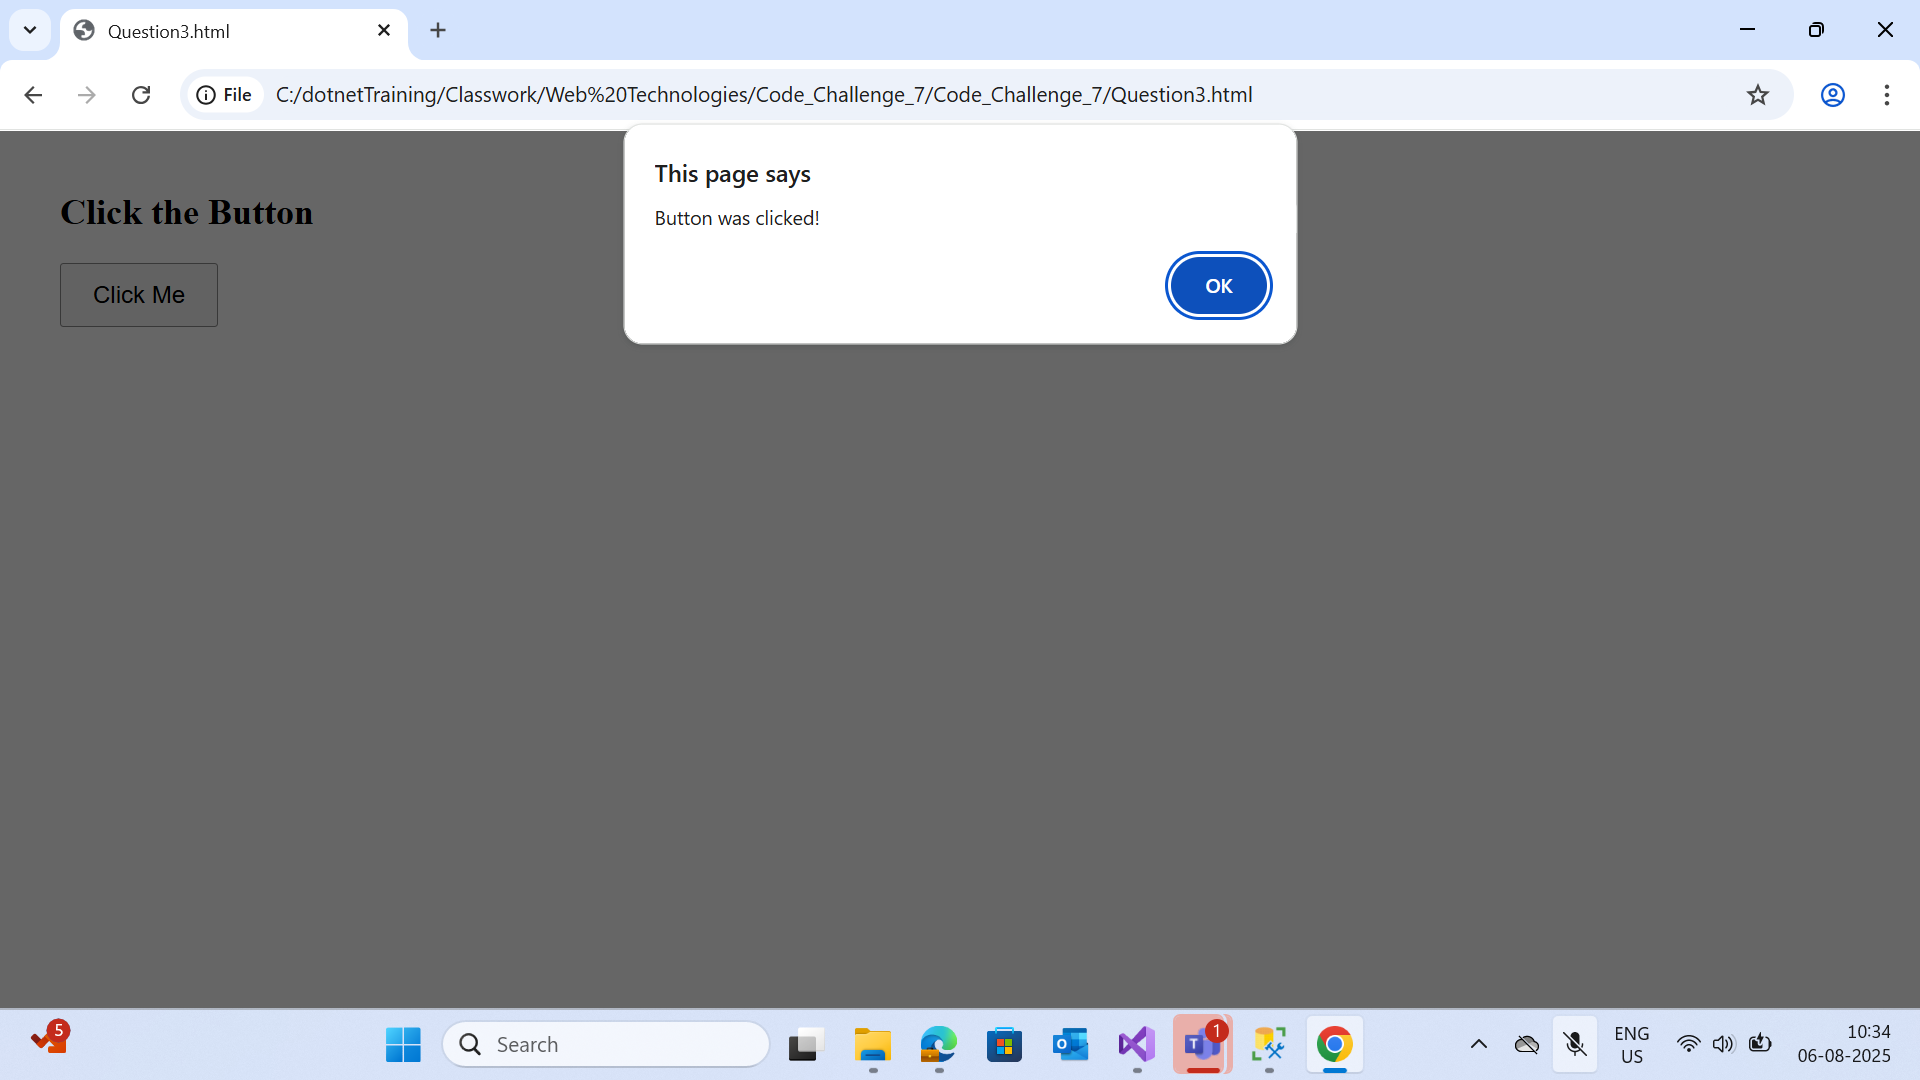 Question3.html
File
C:/dotnetTraining/Classwork/Web%20Technologies/Code_Challenge_7/Code_Challenge_7/Question3.html
This page says
Button was clicked!
OK
Click the Button
Click Me
5
Search
1
ENG
US
10:34
06-08-2025